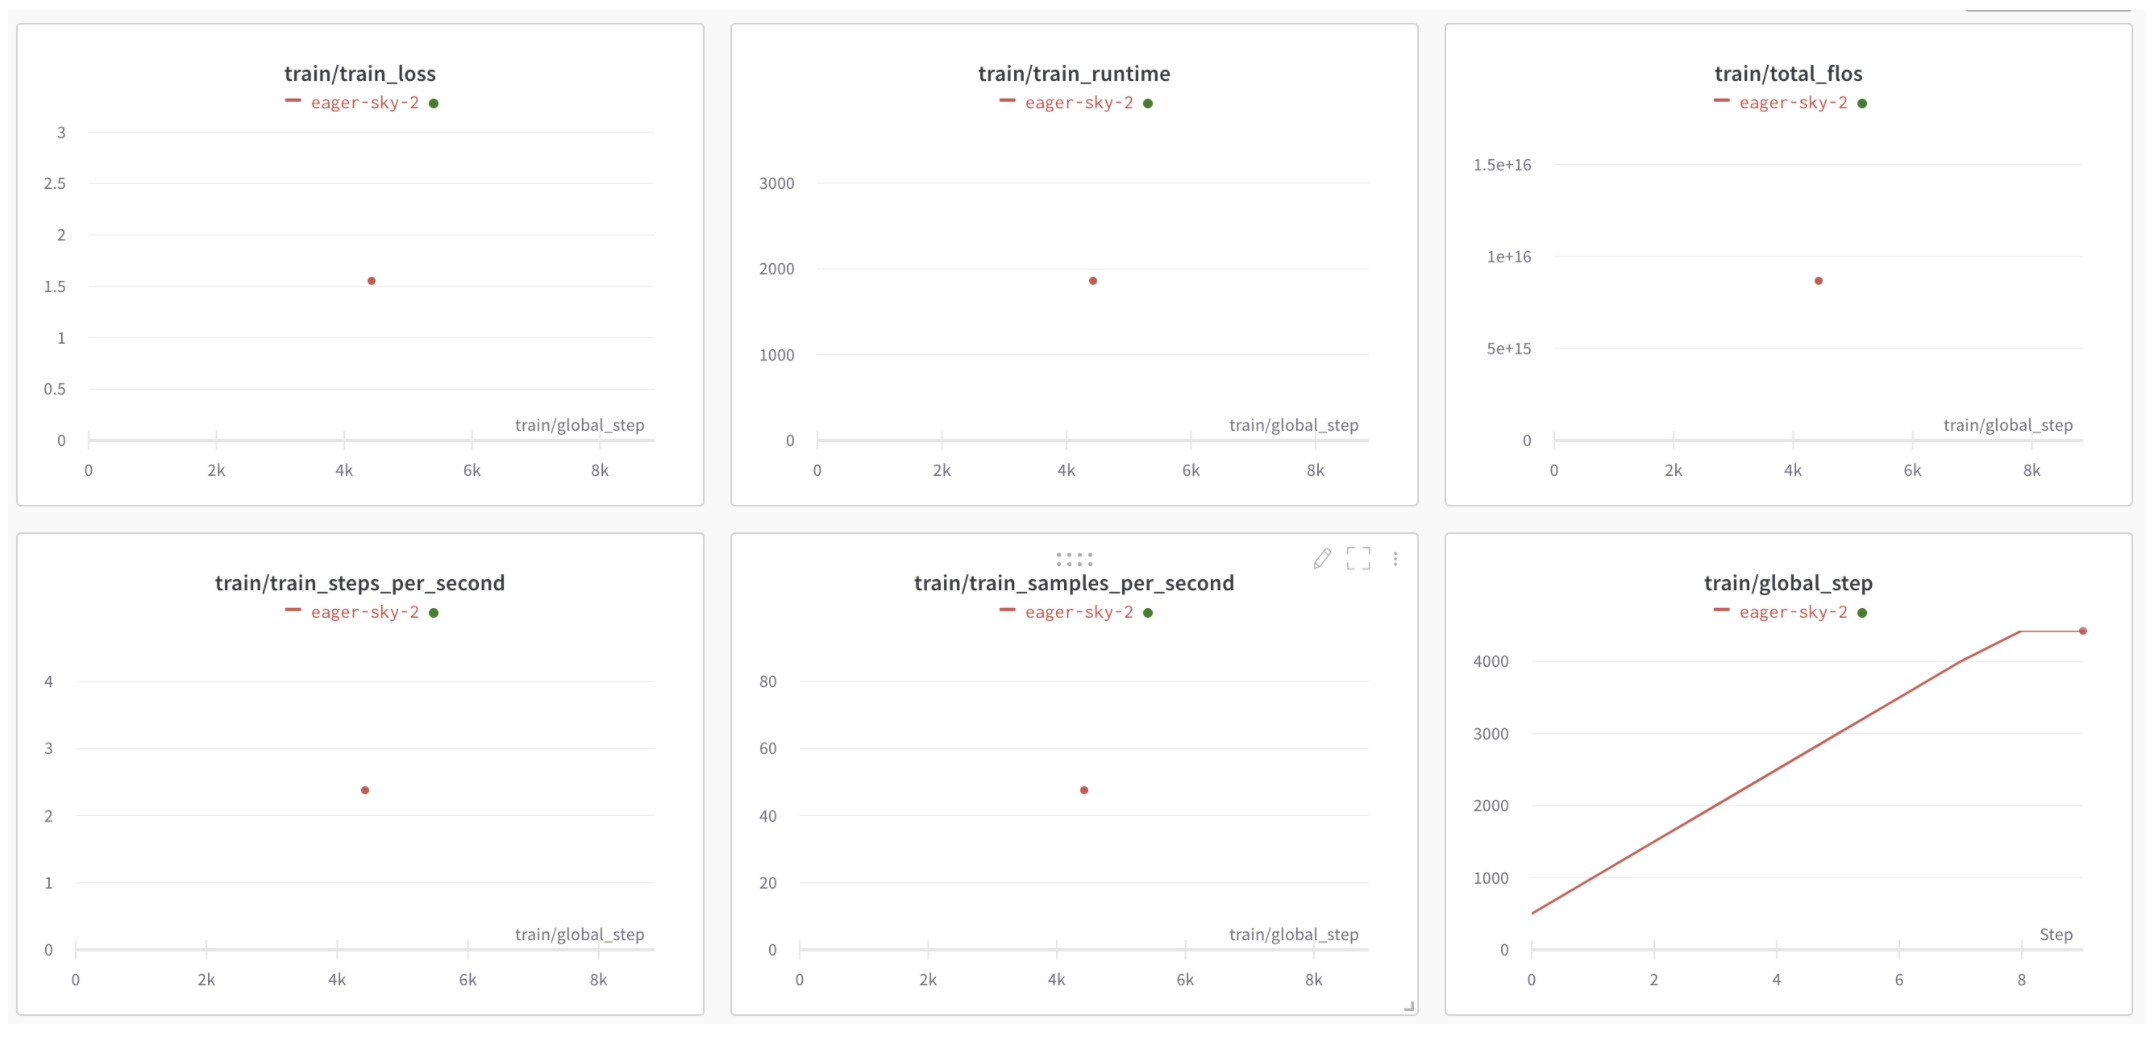 train/train_loss
eager-sky-2
3
2.5
2
1.5
1
0.5
0
train/global_step
0 2k 4k 6k 8k
train/train_runtime
eager-sky-2
3000
2000
1000
0
train/global_step
0 2k 4k 6k 8k
train/total_flos
eager-sky-2
1.5e+16
1e+16
5e+15
0
train/global_step
0 2k 4k 6k 8k
train/train_steps_per_second
eager-sky-2
4
3
2
1
0
train/global_step
0 2k 4k 6k 8k
train/train_samples_per_second
eager-sky-2
80
60
40
20
0
train/global_step
0 2k 4k 6k 8k
train/global_step
eager-sky-2
4000
3000
2000
1000
0
Step
0 2 4 6 8